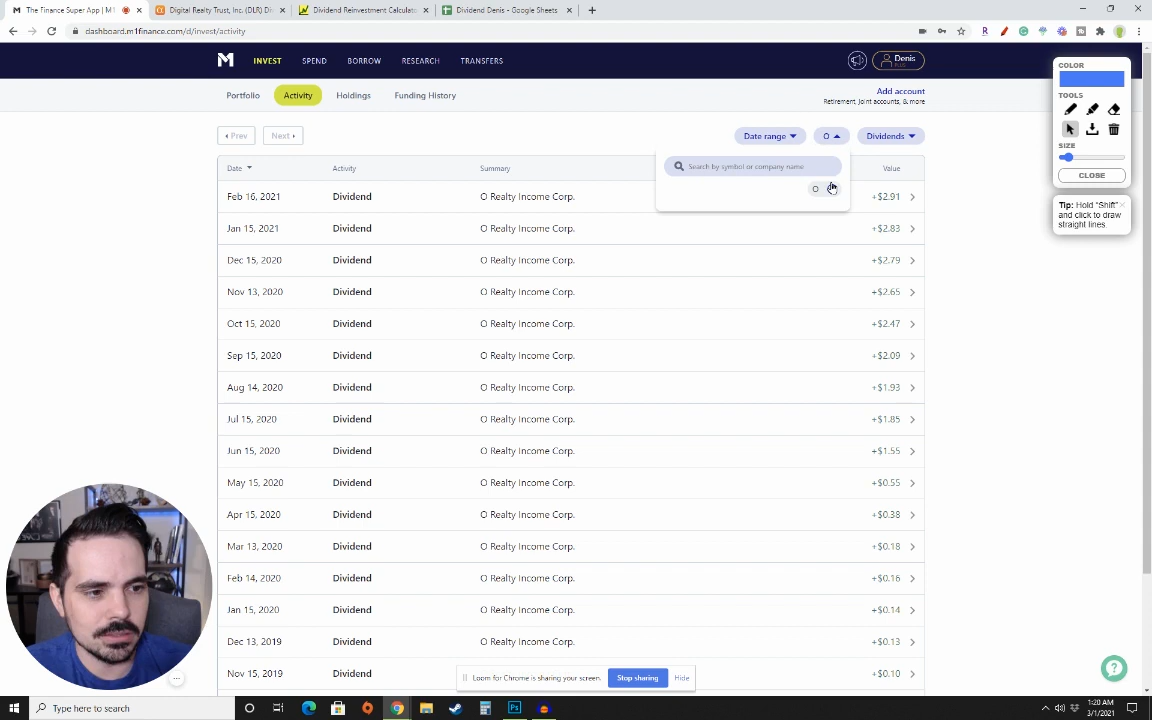 The Finance Super App | M1
Digital Realty Trust, Inc. (DLR) Div
Dividend Reinvestment Calculato
Dividend Denis - Google Sheets
dashboard.m1finance.com/d/invest/activity
INVEST SPEND BORROW RESEARCH TRANSFERS
Denis
PLUS
Portfolio Activity Holdings Funding History
Add account
Retirement, Joint accounts, & more
Prev Next
Date range O Dividends
Date Activity Summary Value
Search by symbol or company name
O
Feb 16, 2021 Dividend O Realty Income Corp. +$2.91
Jan 15, 2021 Dividend O Realty Income Corp. +$2.83
Dec 15, 2020 Dividend O Realty Income Corp. +$2.79
Nov 13, 2020 Dividend O Realty Income Corp. +$2.65
Oct 15, 2020 Dividend O Realty Income Corp. +$2.47
Sep 15, 2020 Dividend O Realty Income Corp. +$2.09
Aug 14, 2020 Dividend O Realty Income Corp. +$1.93
Jul 15, 2020 Dividend O Realty Income Corp. +$1.85
Jun 15, 2020 Dividend O Realty Income Corp. +$1.55
May 15, 2020 Dividend O Realty Income Corp. +$0.55
Apr 15, 2020 Dividend O Realty Income Corp. +$0.38
Mar 13, 2020 Dividend O Realty Income Corp. +$0.18
Feb 14, 2020 Dividend O Realty Income Corp. +$0.16
Jan 15, 2020 Dividend O Realty Income Corp. +$0.14
Dec 13, 2019 Dividend O Realty Income Corp. +$0.13
Nov 15, 2019 Dividend O Realty Income Corp. +$0.10
COLOR
TOOLS
SIZE
CLOSE
Tip: Hold "Shift"
and click to draw
straight lines.
Loom for Chrome is sharing your screen. Stop sharing Hide
Type here to search
1:20 AM
3/1/2021